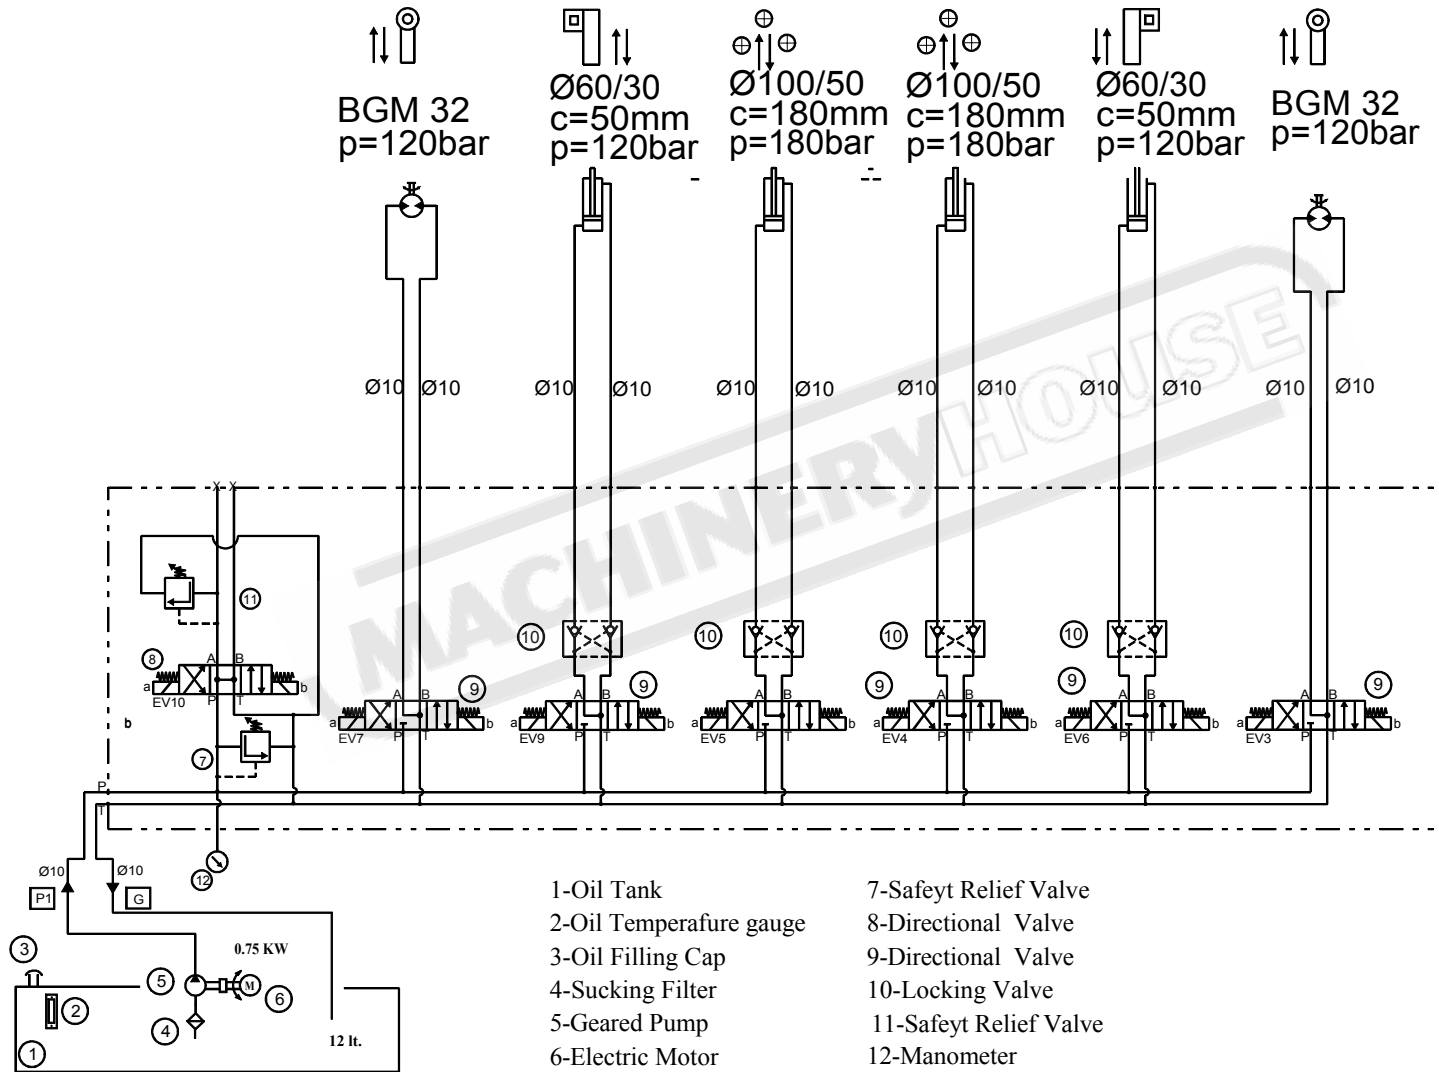 BGM 32
p=120bar
Ø60/30
c=50mm
p=120bar
Ø100/50
c=180mm
p=180bar
Ø100/50
c=180mm
p=180bar
Ø60/30
c=50mm
p=120bar
BGM 32
p=120bar
Ø10 Ø10 Ø10 Ø10 Ø10 Ø10 Ø10 Ø10 Ø10 Ø10 Ø10 Ø10
MACHINERYHOUSE
X X
11
10 10 10 10
8 A B
a b
EV10 P T
b
7
9 9 9 9 9
A B A B A B A B A B A B
a b a b a b a b a b a b
EV7 P T EV9 P T EV5 P T EV4 P T EV6 P T EV3 P T
P
T
12
Ø10 Ø10
P1 G
3
0.75 KW
5 M 6
2
4
1
12 lt.
1-Oil Tank
2-Oil Temperafure gauge
3-Oil Filling Cap
4-Sucking Filter
5-Geared Pump
6-Electric Motor
7-Safeyt Relief Valve
8-Directional Valve
9-Directional Valve
10-Locking Valve
11-Safeyt Relief Valve
12-Manometer